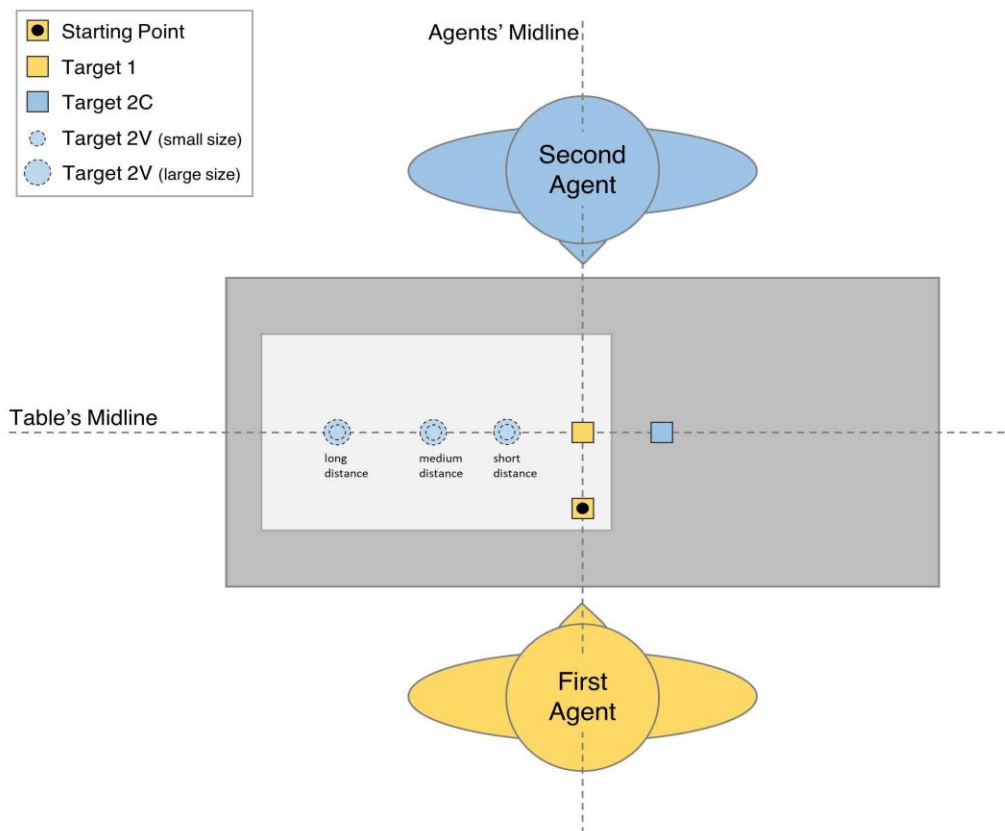 Starting Point
Target 1
Target 2C
Target 2V (small size)
Target 2V (large size)
Agents’ Midline
Second
Agent
Table’s Midline
long
distance
medium
distance
short
distance
First
Agent